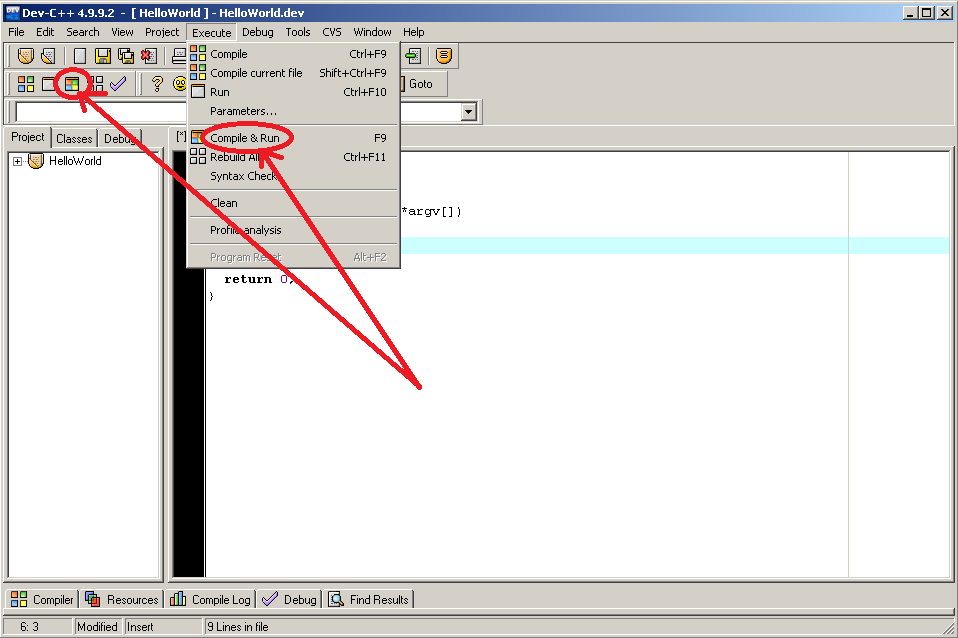 Dev-C++ 4.9.9.2 - [ HelloWorld ] - HelloWorld.dev
File Edit Search View Project Execute Debug Tools CVS Window Help
Compile Ctrl+F9
Compile current file Shift+Ctrl+F9
Run Ctrl+F10
Goto
Parameters...
Project Classes Debug [*]
Compile & Run F9
HelloWorld
Rebuild All Ctrl+F11
Syntax Check
Clean
*argv[])
Profile analysis
Program Reset Alt+F2
return 0;
}
Compiler Resources Compile Log Debug Find Results
6: 3 Modified Insert 9 Lines in file